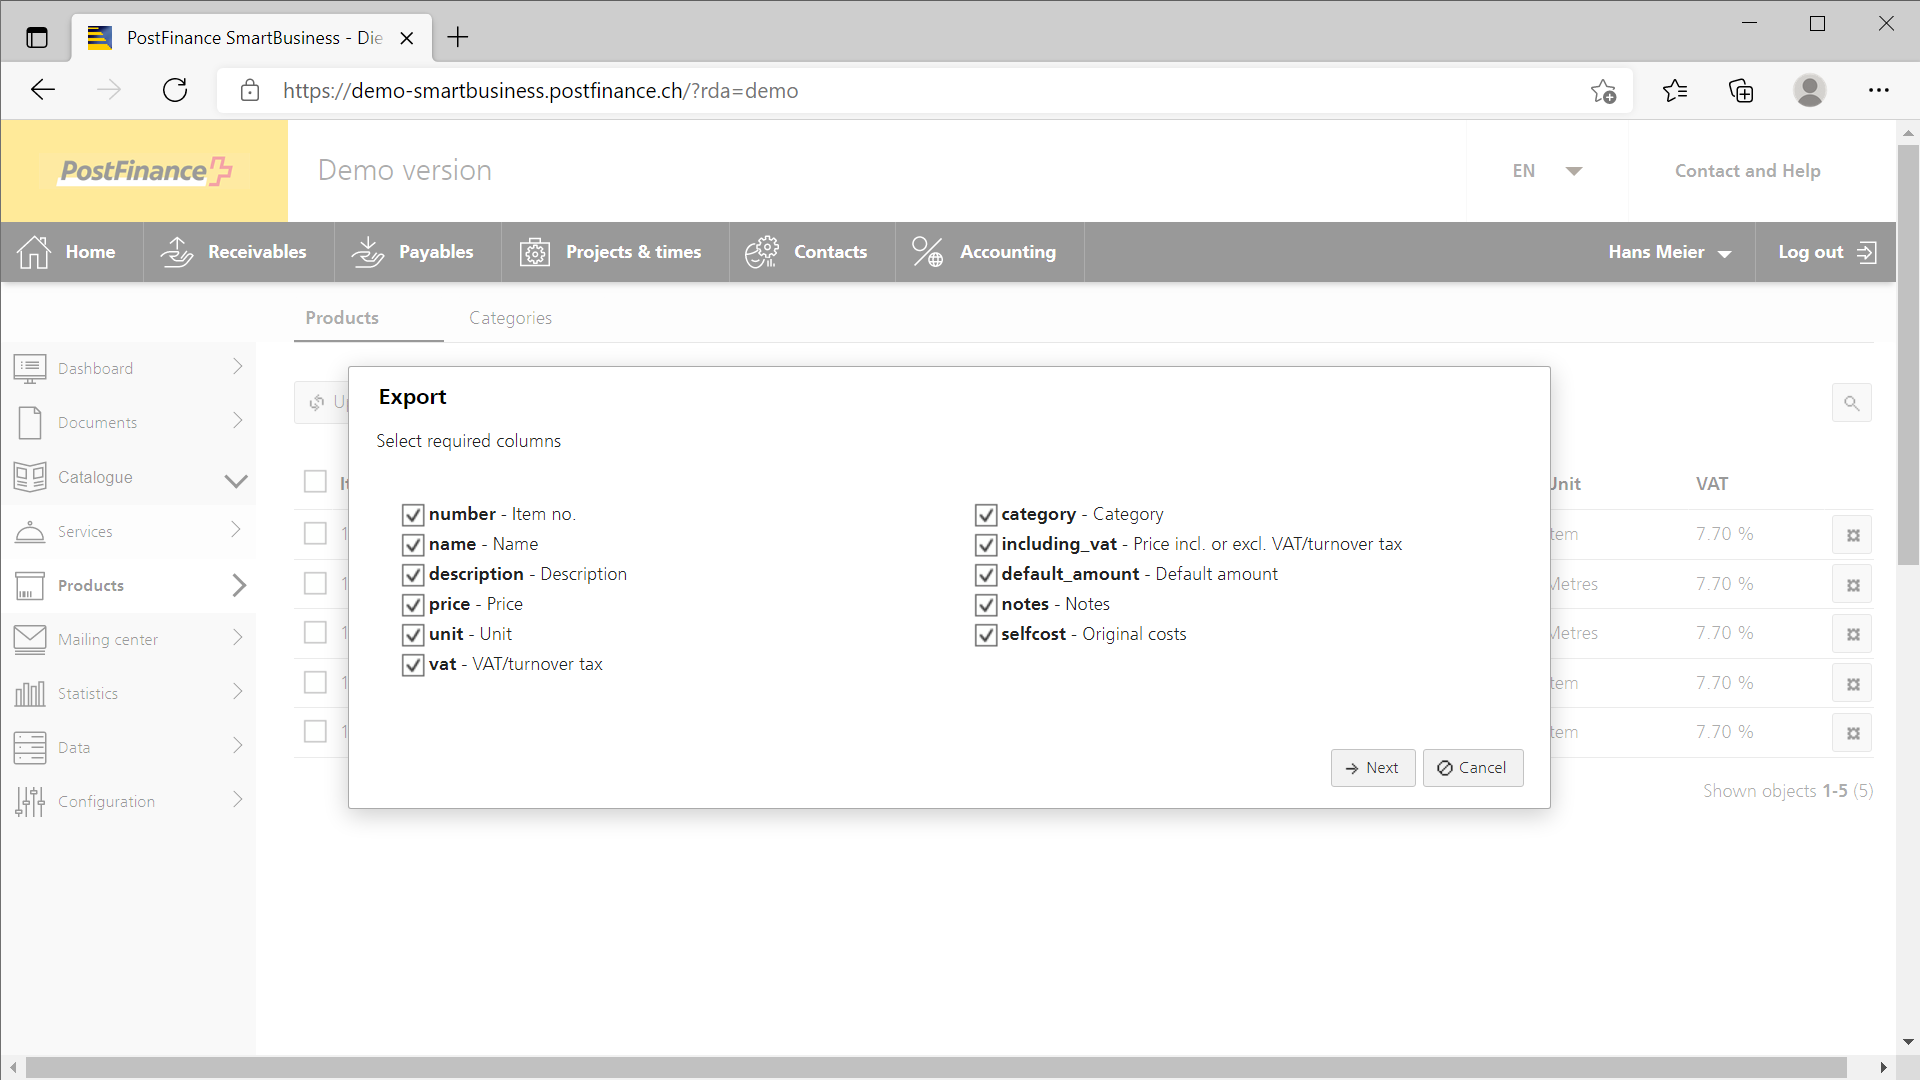 PostFinance SmartBusiness - Die
https://demo-smartbusiness.postfinance.ch/?rda=demo
PostFinance
Demo version
EN
Contact and Help
Home
Receivables
Payables
Projects & times
Contacts
Accounting
Hans Meier
Log out
Products
Categories
Dashboard
Documents
Catalogue
Services
Products
Mailing center
Statistics
Data
Configuration
Export
Select required columns
number - Item no.
name - Name
description - Description
price - Price
unit - Unit
vat - VAT/turnover tax
category - Category
including_vat - Price incl. or excl. VAT/turnover tax
default_amount - Default amount
notes - Notes
selfcost - Original costs
Next
Cancel
Unit
VAT
7.70 %
Metres
7.70 %
Metres
7.70 %
7.70 %
7.70 %
Shown objects 1-5 (5)